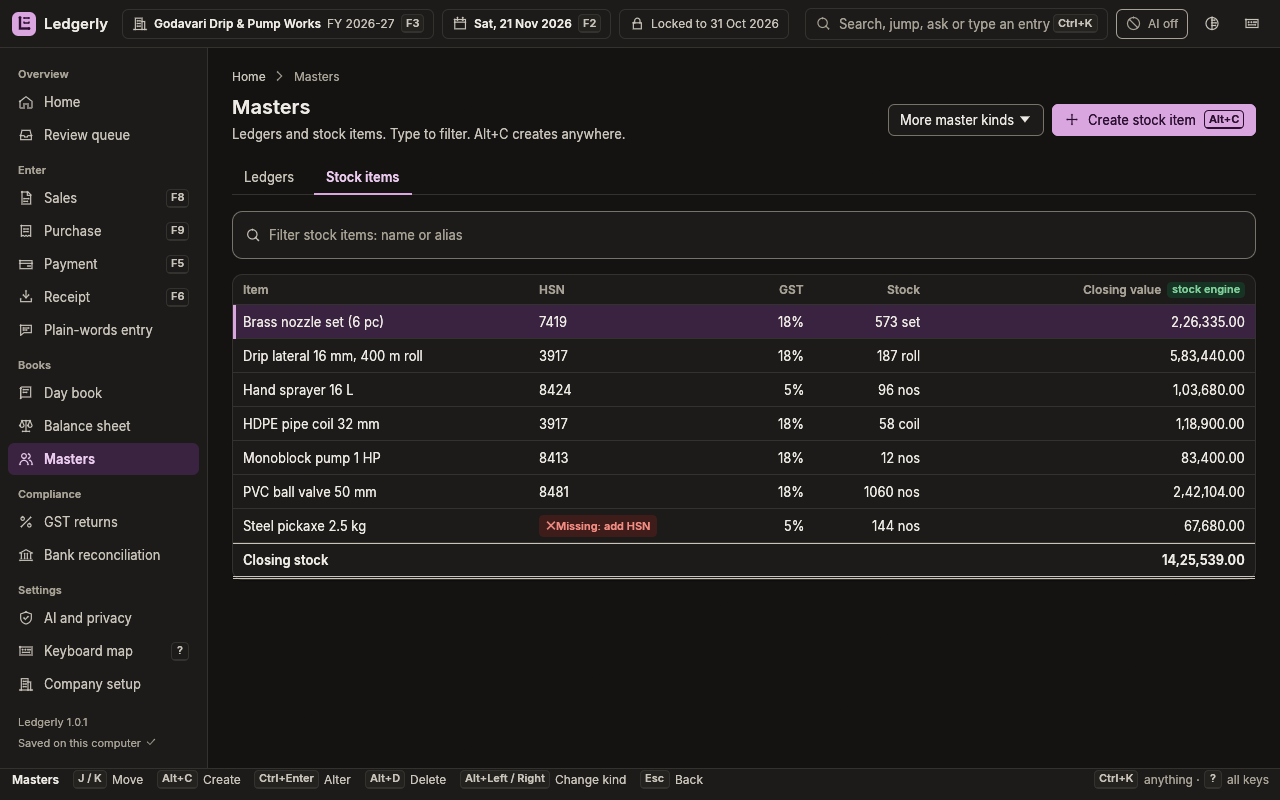 Ledgerly
Godavari Drip & Pump Works FY 2026-27 F3
Sat, 21 Nov 2026 F2
Locked to 31 Oct 2026
Search, jump, ask or type an entry Ctrl+K
AI off
Overview
Home
Review queue
Enter
Sales F8
Purchase F9
Payment F5
Receipt F6
Plain-words entry
Books
Day book
Balance sheet
Masters
Compliance
GST returns
Bank reconciliation
Settings
AI and privacy
Keyboard map ?
Company setup
Ledgerly 1.0.1
Saved on this computer
Home Masters
Masters
Ledgers and stock items. Type to filter. Alt+C creates anywhere.
More master kinds
Create stock item Alt+C
Ledgers Stock items
Filter stock items: name or alias
Item HSN GST Stock Closing value stock engine
Brass nozzle set (6 pc) 7419 18% 573 set 2,26,335.00
Drip lateral 16 mm, 400 m roll 3917 18% 187 roll 5,83,440.00
Hand sprayer 16 L 8424 5% 96 nos 1,03,680.00
HDPE pipe coil 32 mm 3917 18% 58 coil 1,18,900.00
Monoblock pump 1 HP 8413 18% 12 nos 83,400.00
PVC ball valve 50 mm 8481 18% 1060 nos 2,42,104.00
Steel pickaxe 2.5 kg Missing: add HSN 5% 144 nos 67,680.00
Closing stock 14,25,539.00
Masters J / K Move Alt+C Create Ctrl+Enter Alter Alt+D Delete Alt+Left / Right Change kind Esc Back Ctrl+K anything · ? all keys